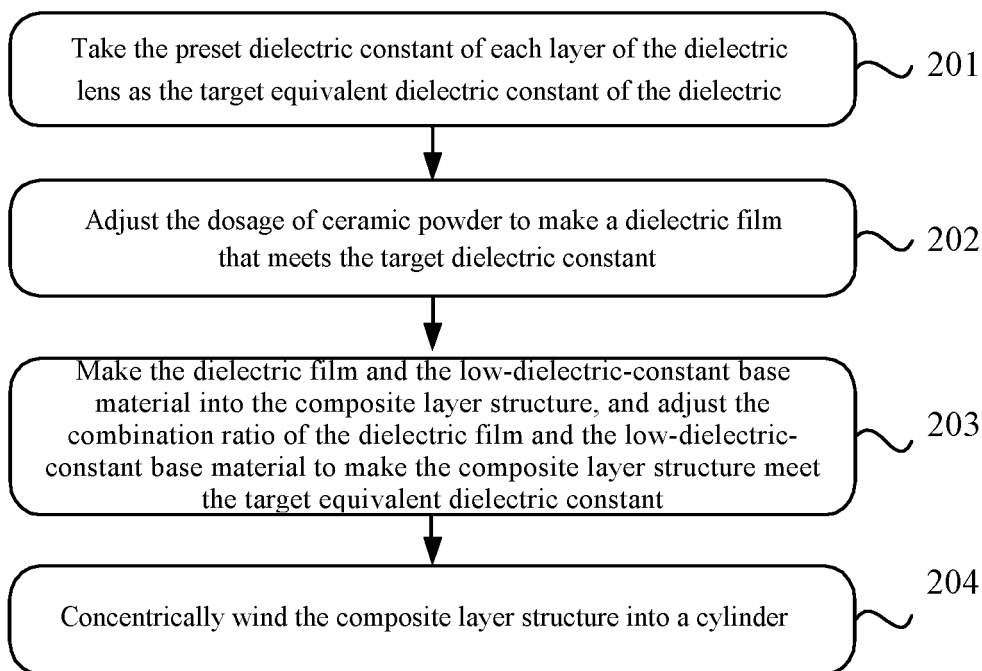 Take the preset dielectric constant of each layer of the dielectric
lens as the target equivalent dielectric constant of the dielectric
201
Adjust the dosage of ceramic powder to make a dielectric film
that meets the target dielectric constant
202
Make the dielectric film and the low-dielectric-constant base
material into the composite layer structure, and adjust the
combination ratio of the dielectric film and the low-dielectric-
constant base material to make the composite layer structure meet
the target equivalent dielectric constant
203
Concentrically wind the composite layer structure into a cylinder
204